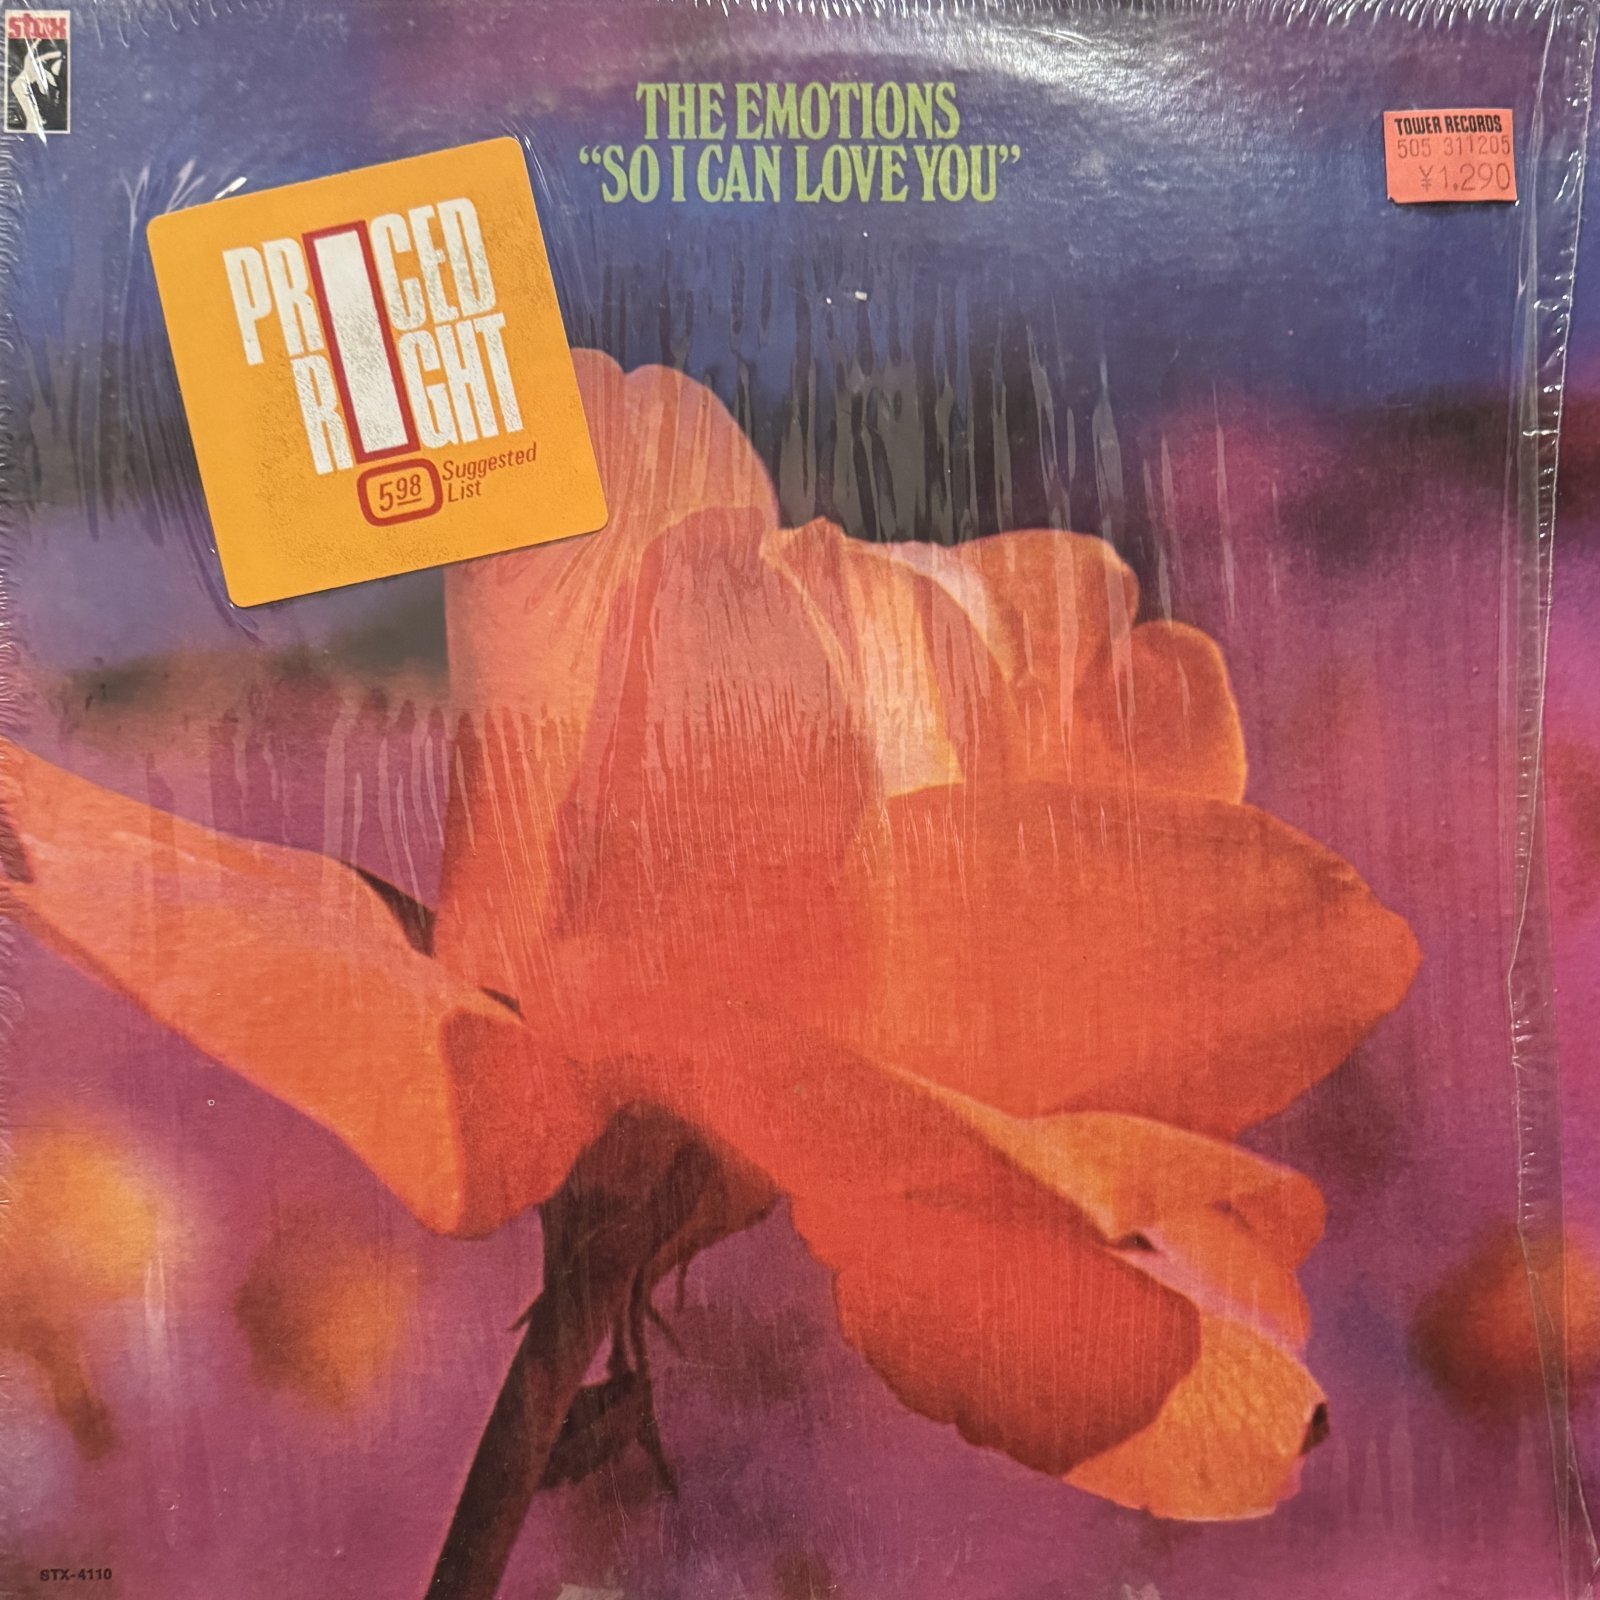 stax
THE EMOTIONS
"SO I CAN LOVE YOU"
TOWER RECORDS
505 311205
¥1,290
PRICED
RIGHT
5.98 Suggested
List
STX-4110